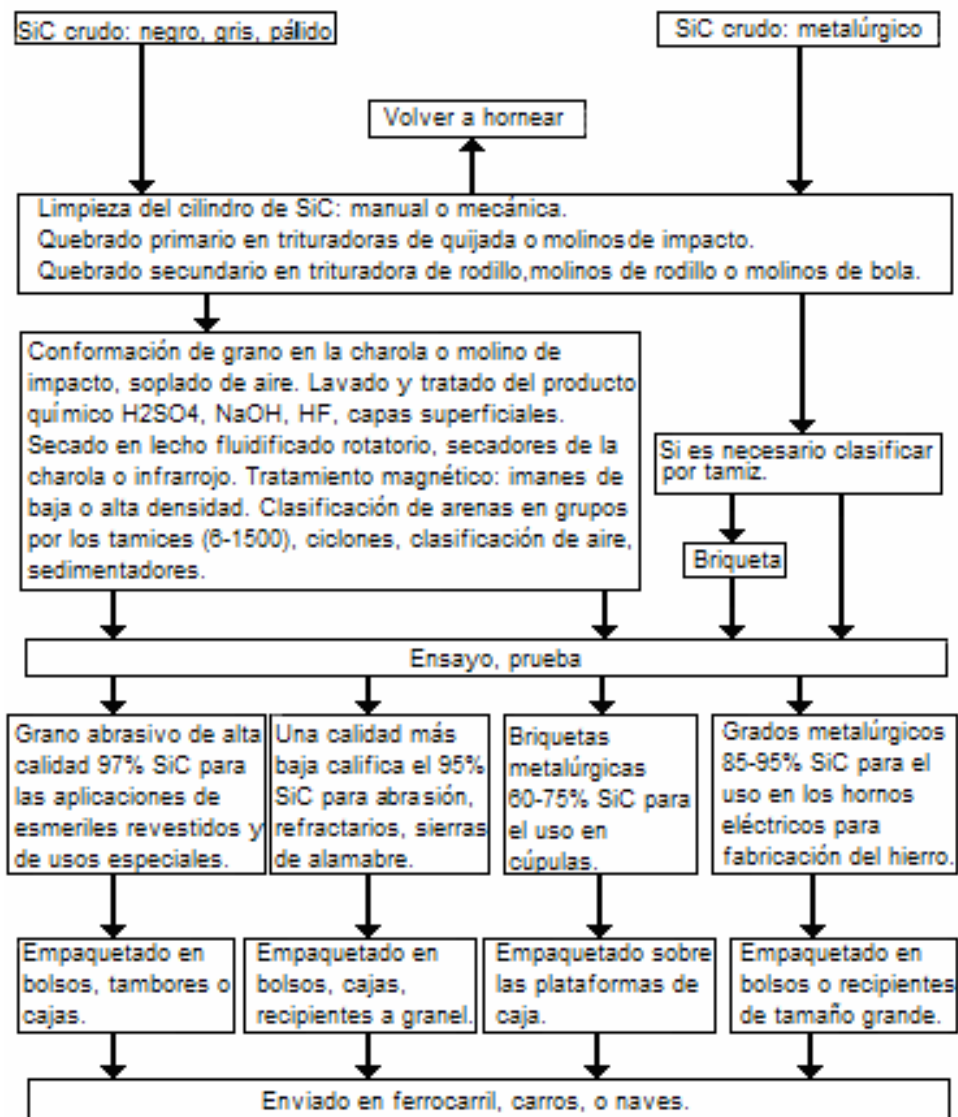 SiC crudo: negro, gris, pálido
SiC crudo: metalúrgico
Volver a hornear
Limpieza del cilindro de SiC: manual o mecánica.
Quebrado primario en trituradoras de quijada o molinos de impacto.
Quebrado secundario en trituradora de rodillo, molinos de rodillo o molinos de bola.
Conformación de grano en la charola o molino de
impacto, soplado de aire. Lavado y tratado del producto
químico H2SO4, NaOH, HF, capas superficiales.
Secado en lecho fluidificado rotatorio, secadores de la
charola o infrarrojo. Tratamiento magnético: imanes de
baja o alta densidad. Clasificación de arenas en grupos
por los tamices (6-1500), ciclones, clasificación de aire,
sedimentadores.
Si es necesario clasificar
por tamiz.
Briqueta
Ensayo, prueba
Grano abrasivo de alta
calidad 97% SiC para
las aplicaciones de
esmeriles revestidos y
de usos especiales.
Una calidad más
baja califica el 95%
SiC para abrasión,
refractarios, sierras
de alamabre.
Briquetas
metalúrgicas
60-75% SiC para
el uso en
cúpulas.
Grados metalúrgicos
85-95% SiC para el
uso en los hornos
eléctricos para
fabricación del hierro.
Empaquetado en
bolsos, tambores o
cajas.
Empaquetado en
bolsos, cajas,
recipientes a granel.
Empaquetado sobre
las plataformas de
caja.
Empaquetado en
bolsos o recipientes
de tamaño grande.
Enviado en ferrocarril, carros, o naves.